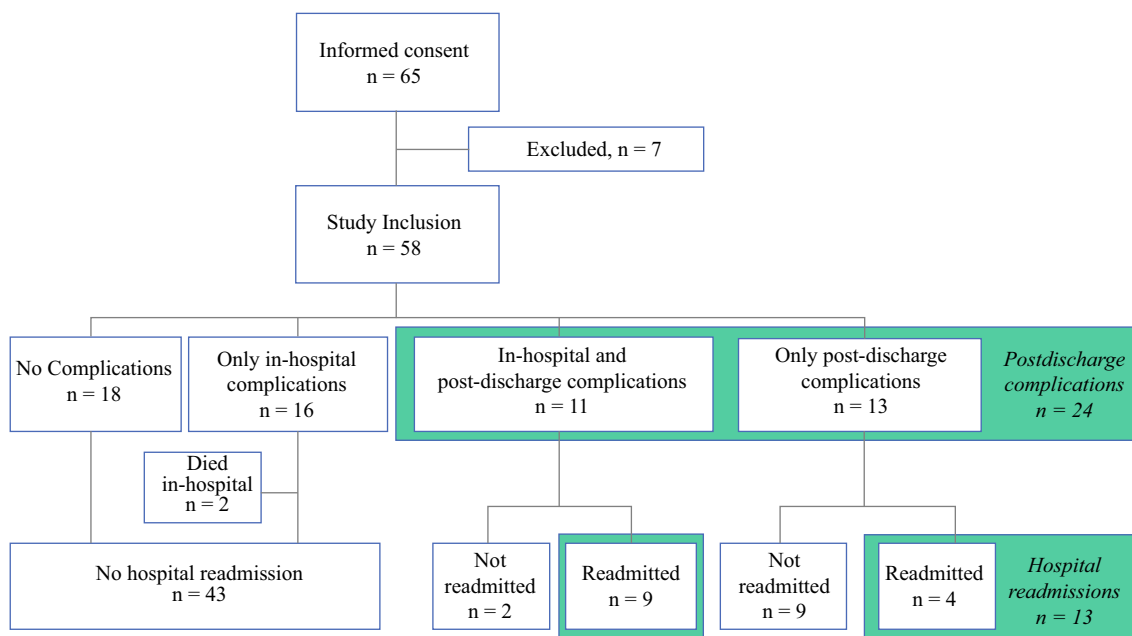 Informed consent
n = 65
Excluded, n = 7
Study Inclusion
n = 58
No Complications
n = 18
Only in-hospital
complications
n = 16
In-hospital and
post-discharge complications
n = 11
Only post-discharge
complications
n = 13
Postdischarge
complications
n = 24
Died
in-hospital
n = 2
No hospital readmission
n = 43
Not
readmitted
n = 2
Readmitted
n = 9
Not
readmitted
n = 9
Readmitted
n = 4
Hospital
readmissions
n = 13